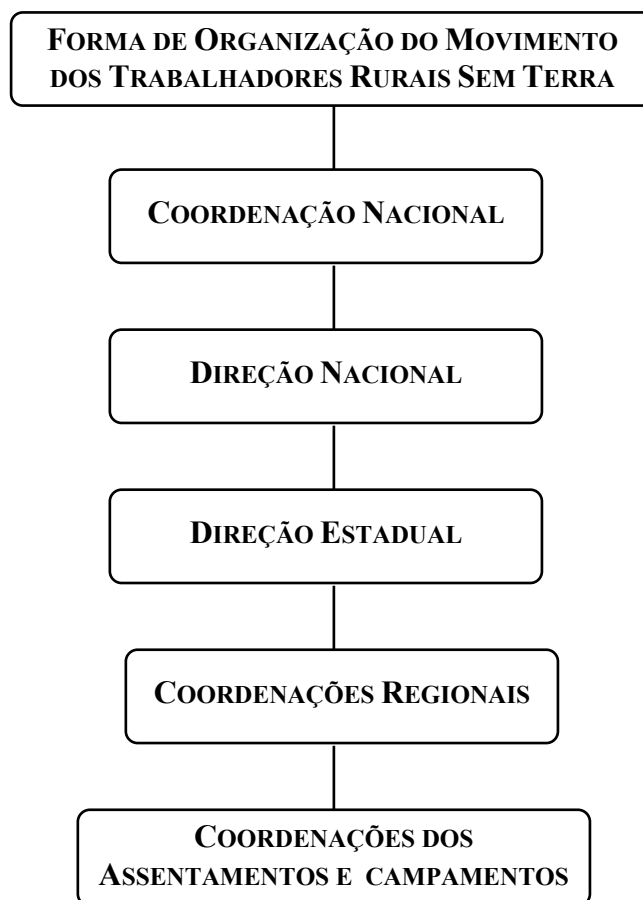 FORMA DE ORGANIZAÇÃO DO MOVIMENTO
DOS TRABALHADORES RURAIS SEM TERRA
COORDENAÇÃO NACIONAL
DIREÇÃO NACIONAL
DIREÇÃO ESTADUAL
COORDENAÇÕES REGIONAIS
COORDENAÇÕES DOS
ASSENTAMENTOS E CAMPAMENTOS